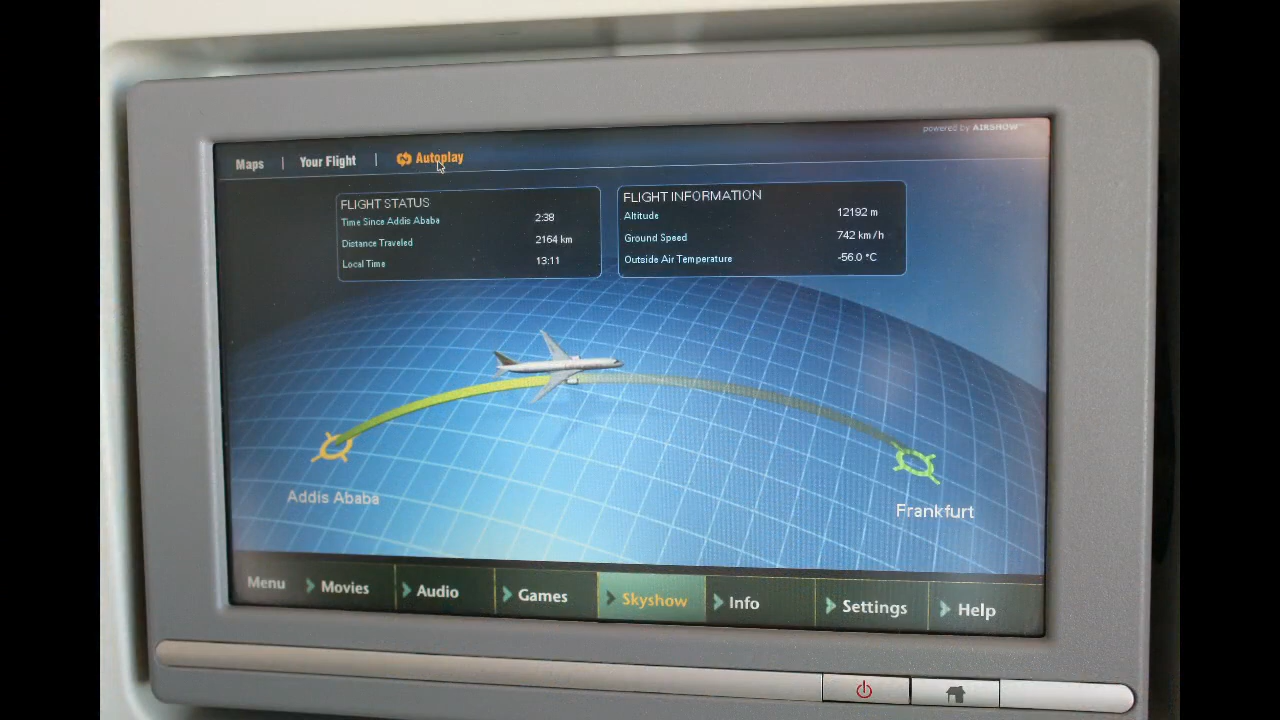 powered by AIRSHOW
Maps | Your Flight | Autoplay
FLIGHT STATUS
Time Since Addis Ababa 2:38
Distance Traveled 2164 km
Local Time 13:11
FLIGHT INFORMATION
Altitude 12192 m
Ground Speed 742 km/h
Outside Air Temperature -56.0 °C
Addis Ababa
Frankfurt
Menu Movies Audio Games Skyshow Info Settings Help